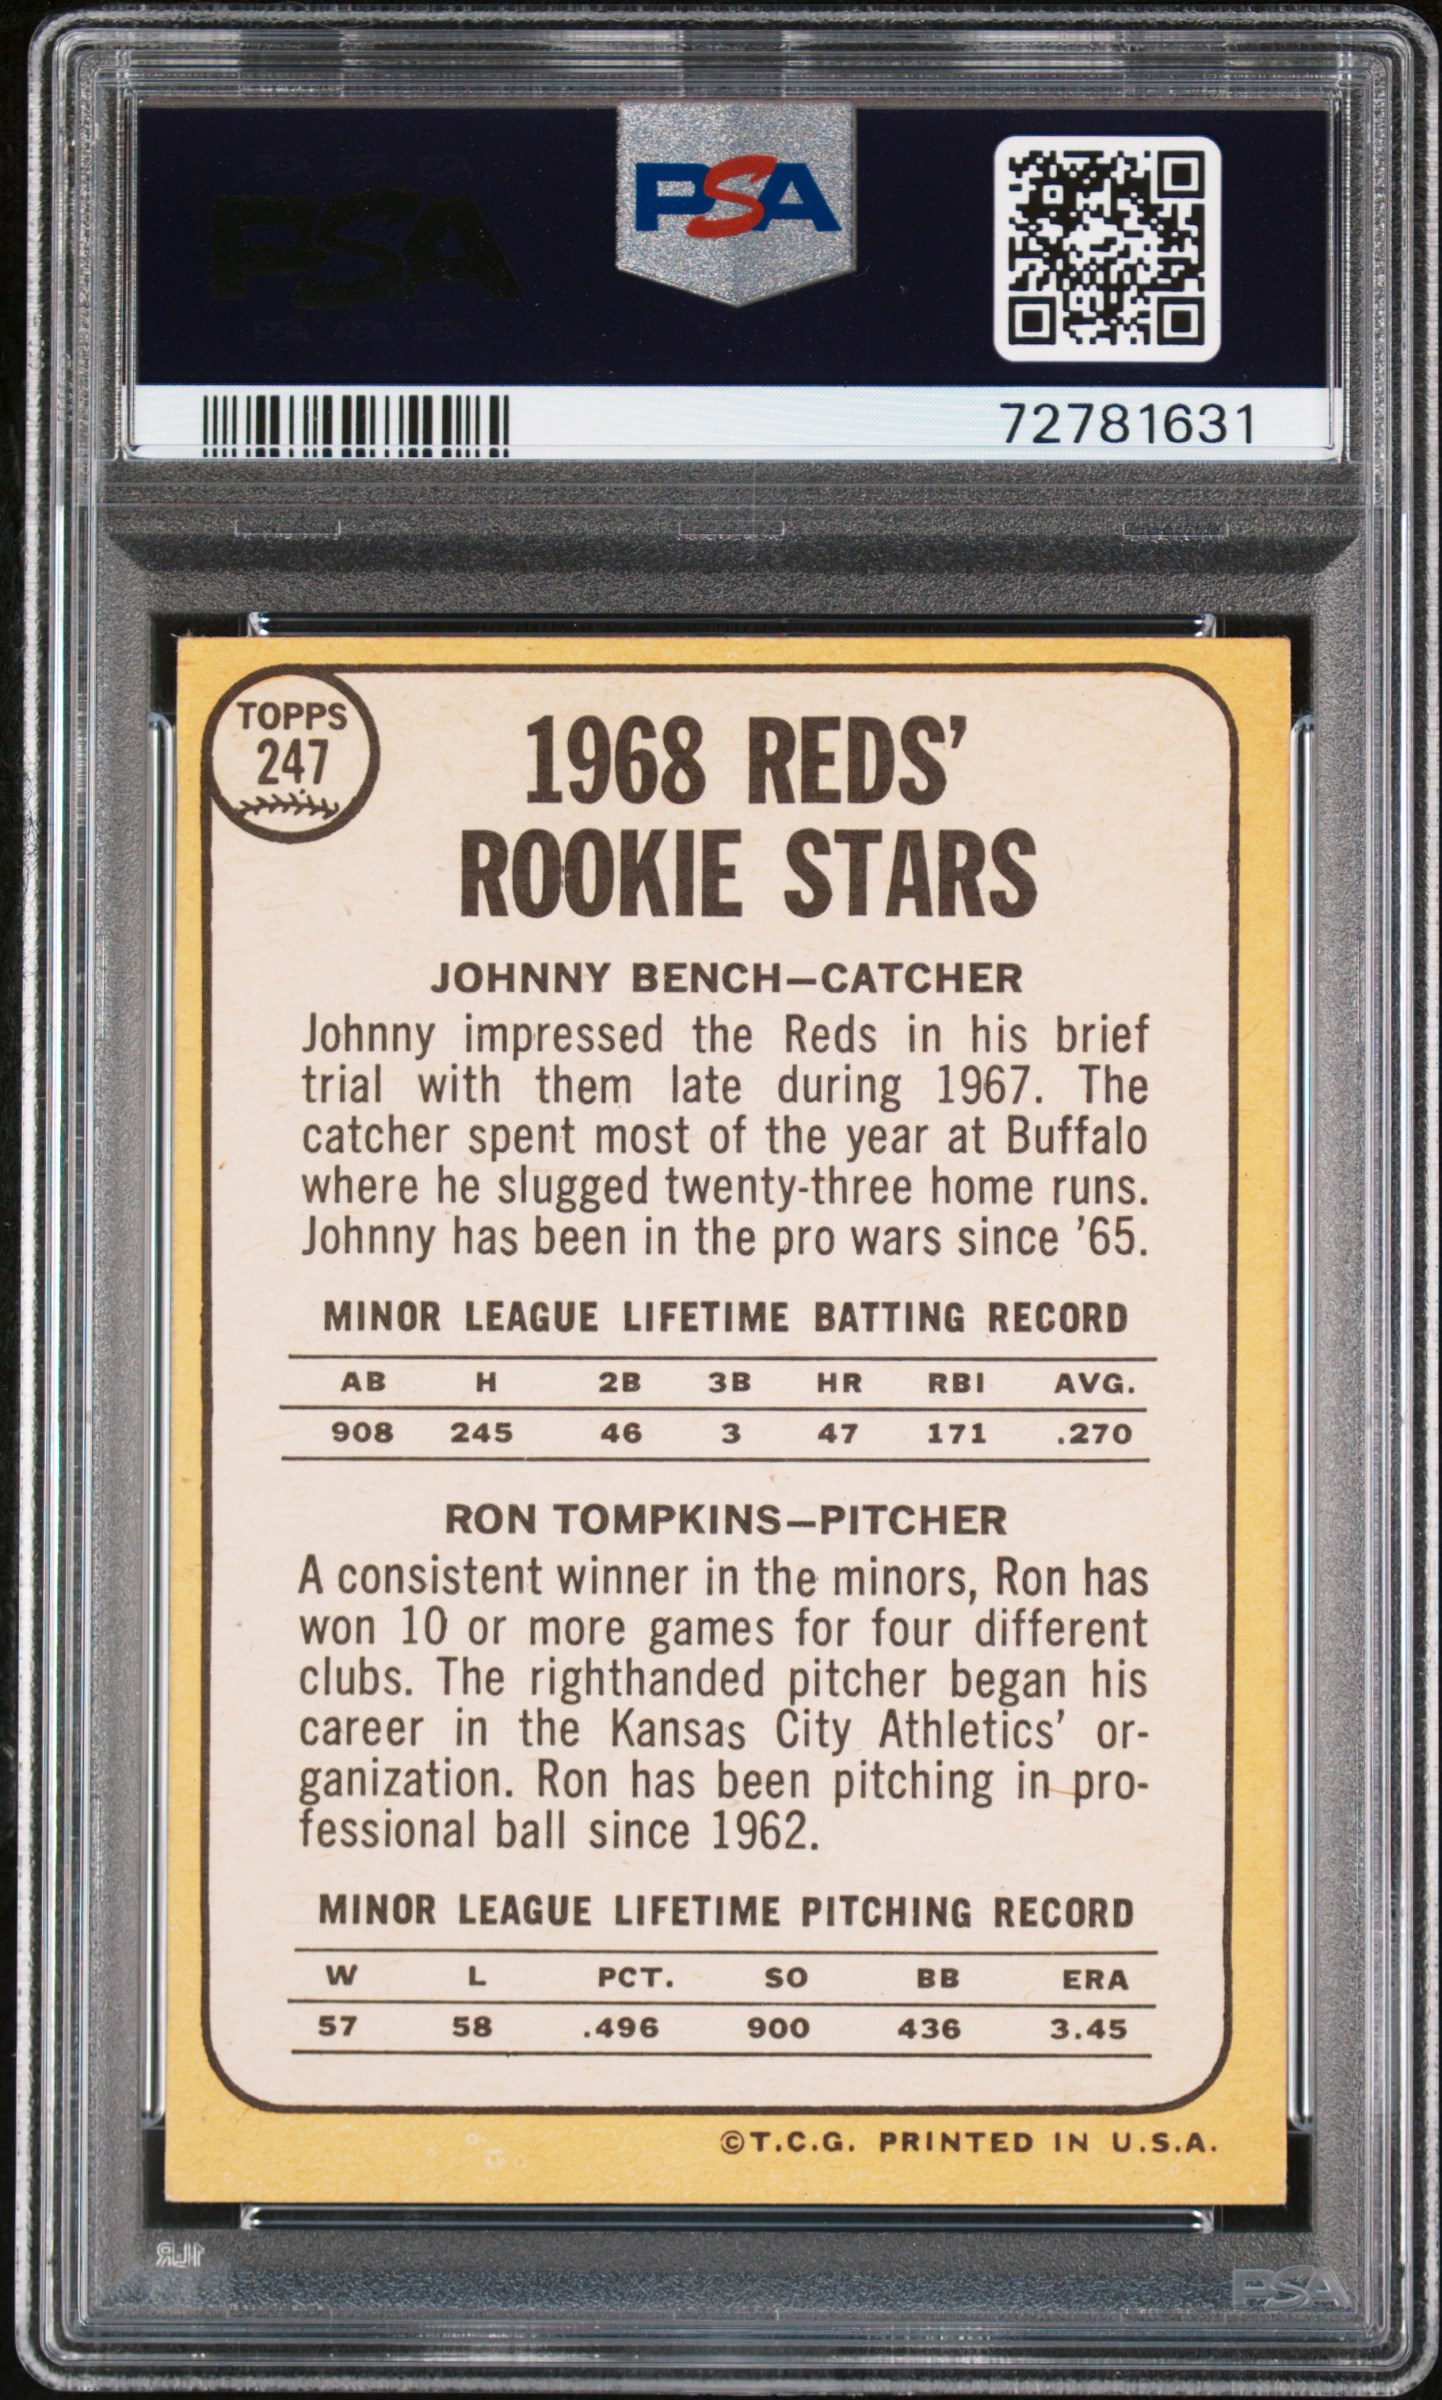 PSA
PSA
72781631
TOPPS
247
1968 REDS’
ROOKIE STARS
JOHNNY BENCH—CATCHER
Johnny impressed the Reds in his brief
trial with them late during 1967. The
catcher spent most of the year at Buffalo
where he slugged twenty-three home runs.
Johnny has been in the pro wars since ’65.
MINOR LEAGUE LIFETIME BATTING RECORD
AB H 2B 3B HR RBI AVG.
908 245 46 3 47 171 .270
RON TOMPKINS—PITCHER
A consistent winner in the minors, Ron has
won 10 or more games for four different
clubs. The righthanded pitcher began his
career in the Kansas City Athletics’ or-
ganization. Ron has been pitching in pro-
fessional ball since 1962.
MINOR LEAGUE LIFETIME PITCHING RECORD
W L PCT. SO BB ERA
57 58 .496 900 436 3.45
©T.C.G. PRINTED IN U.S.A.
PSA